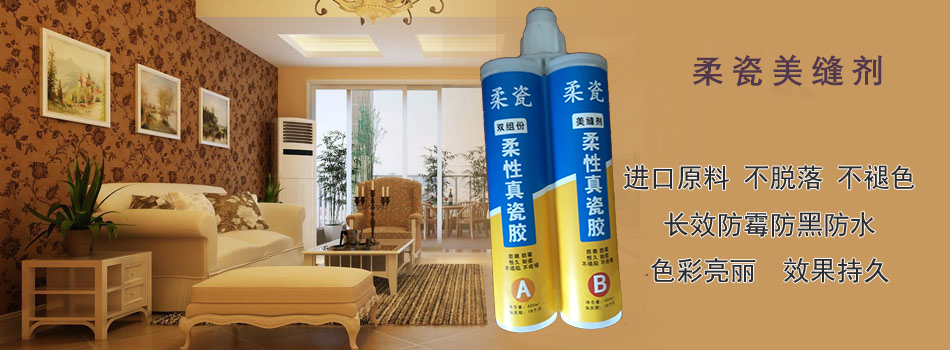 柔瓷美缝剂
进口原料 不脱落 不褪色
长效防霉防黑防水
色彩亮丽 效果持久
柔瓷
双组份
柔性真瓷胶
A
柔瓷
美缝剂
柔性真瓷胶
B